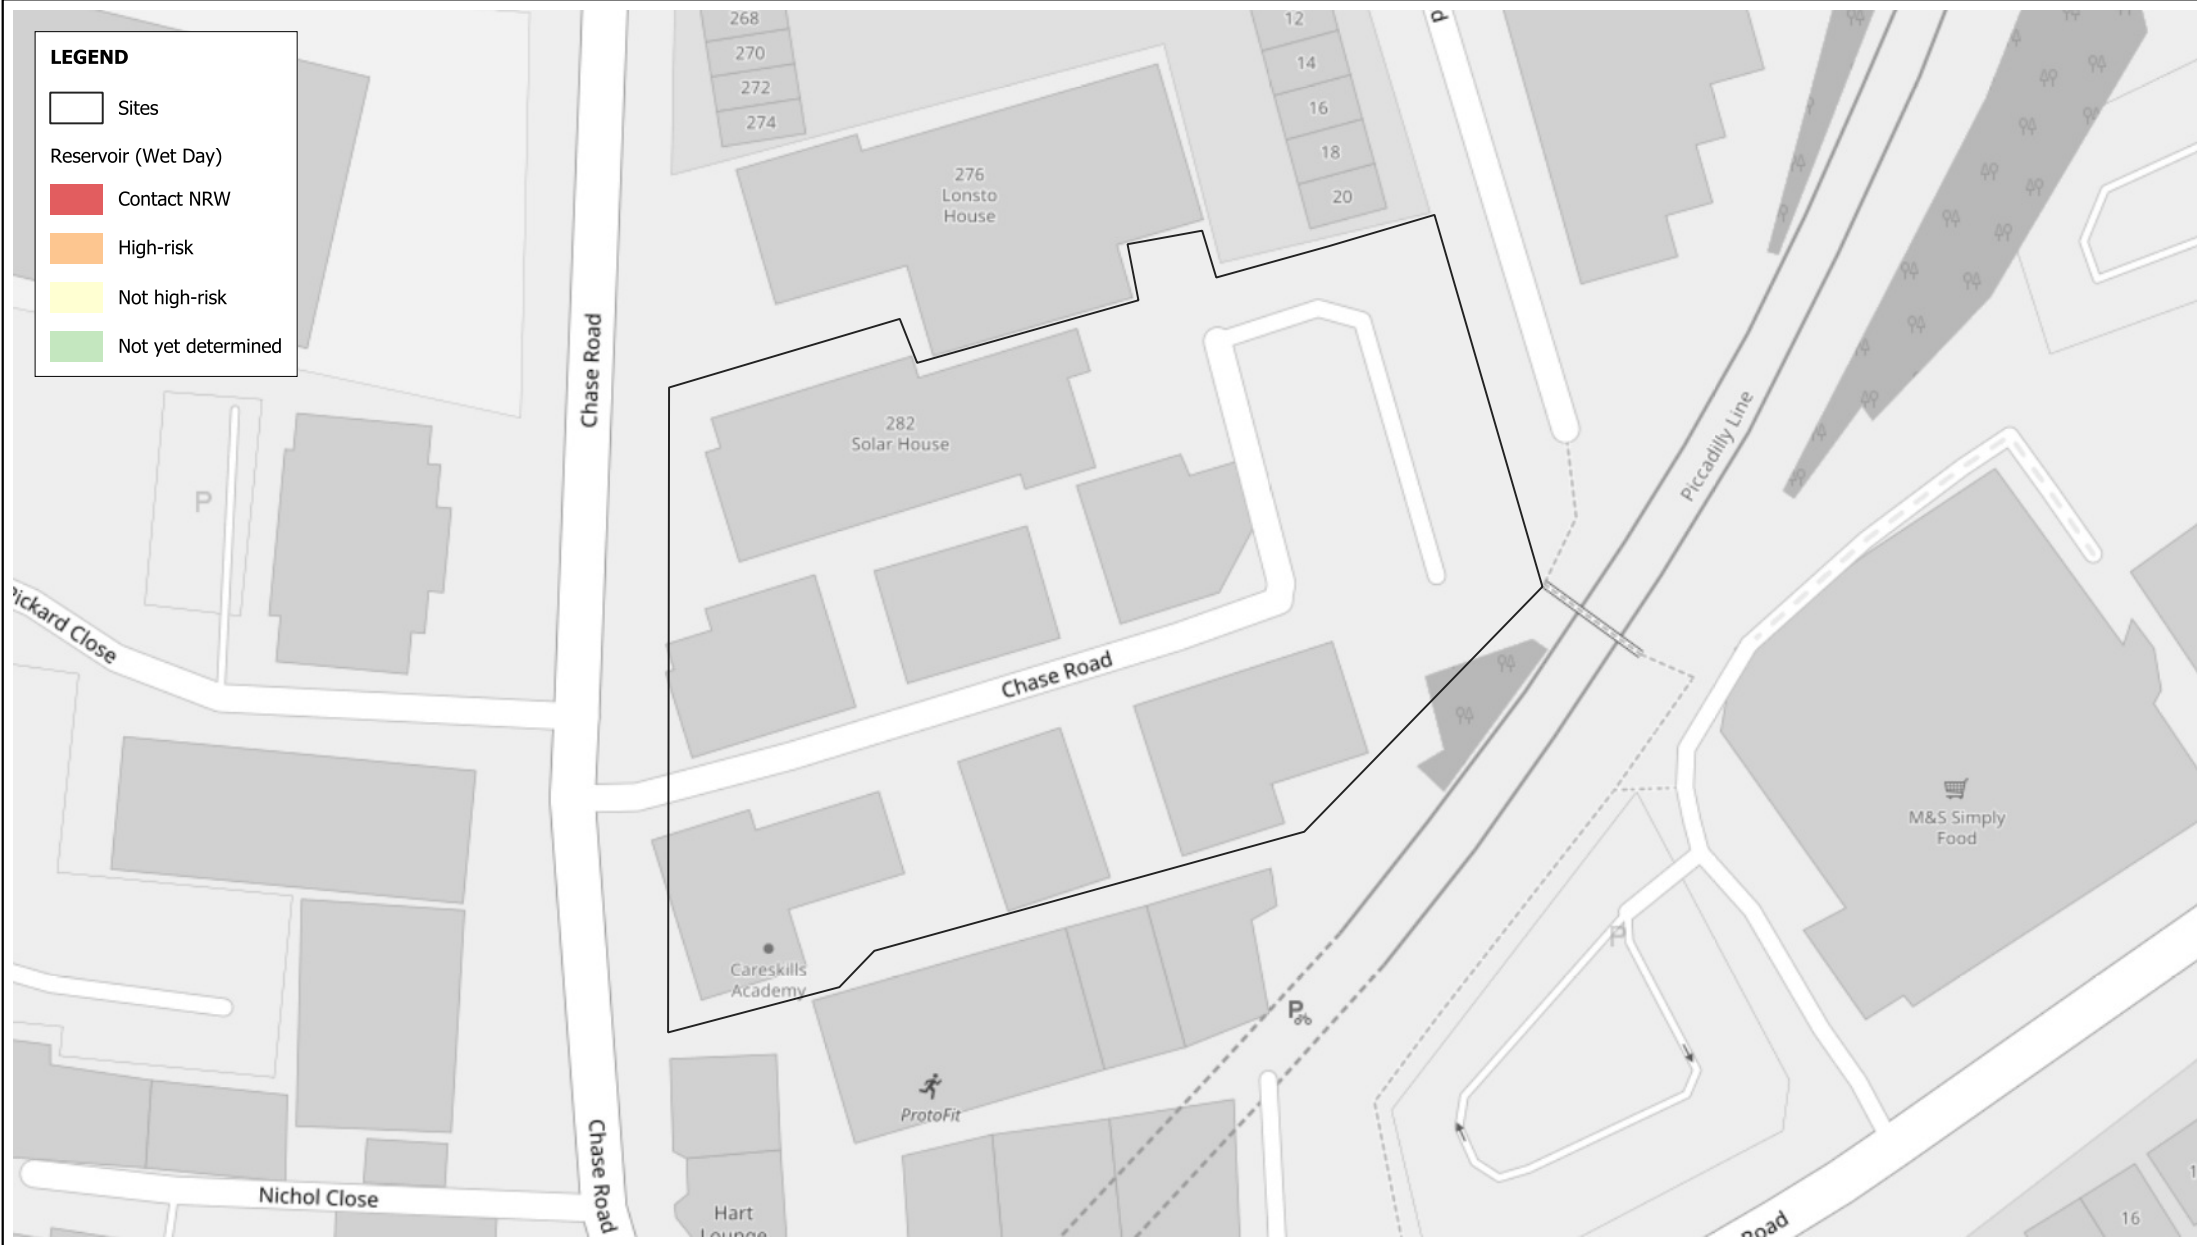 LEGEND
Sites
Reservoir (Wet Day)
Contact NRW
High-risk
Not high-risk
Not yet determined
268
270
272
274
12
14
16
18
20
276
Lonsto
House
Chase Road
282
Solar House
Piccadilly Line
P
Pickard Close
Chase Road
M&S Simply
Food
Careskills
Academy
P
P
ProtoFit
Chase Road
Nichol Close
Hart
Lounge
Road
16